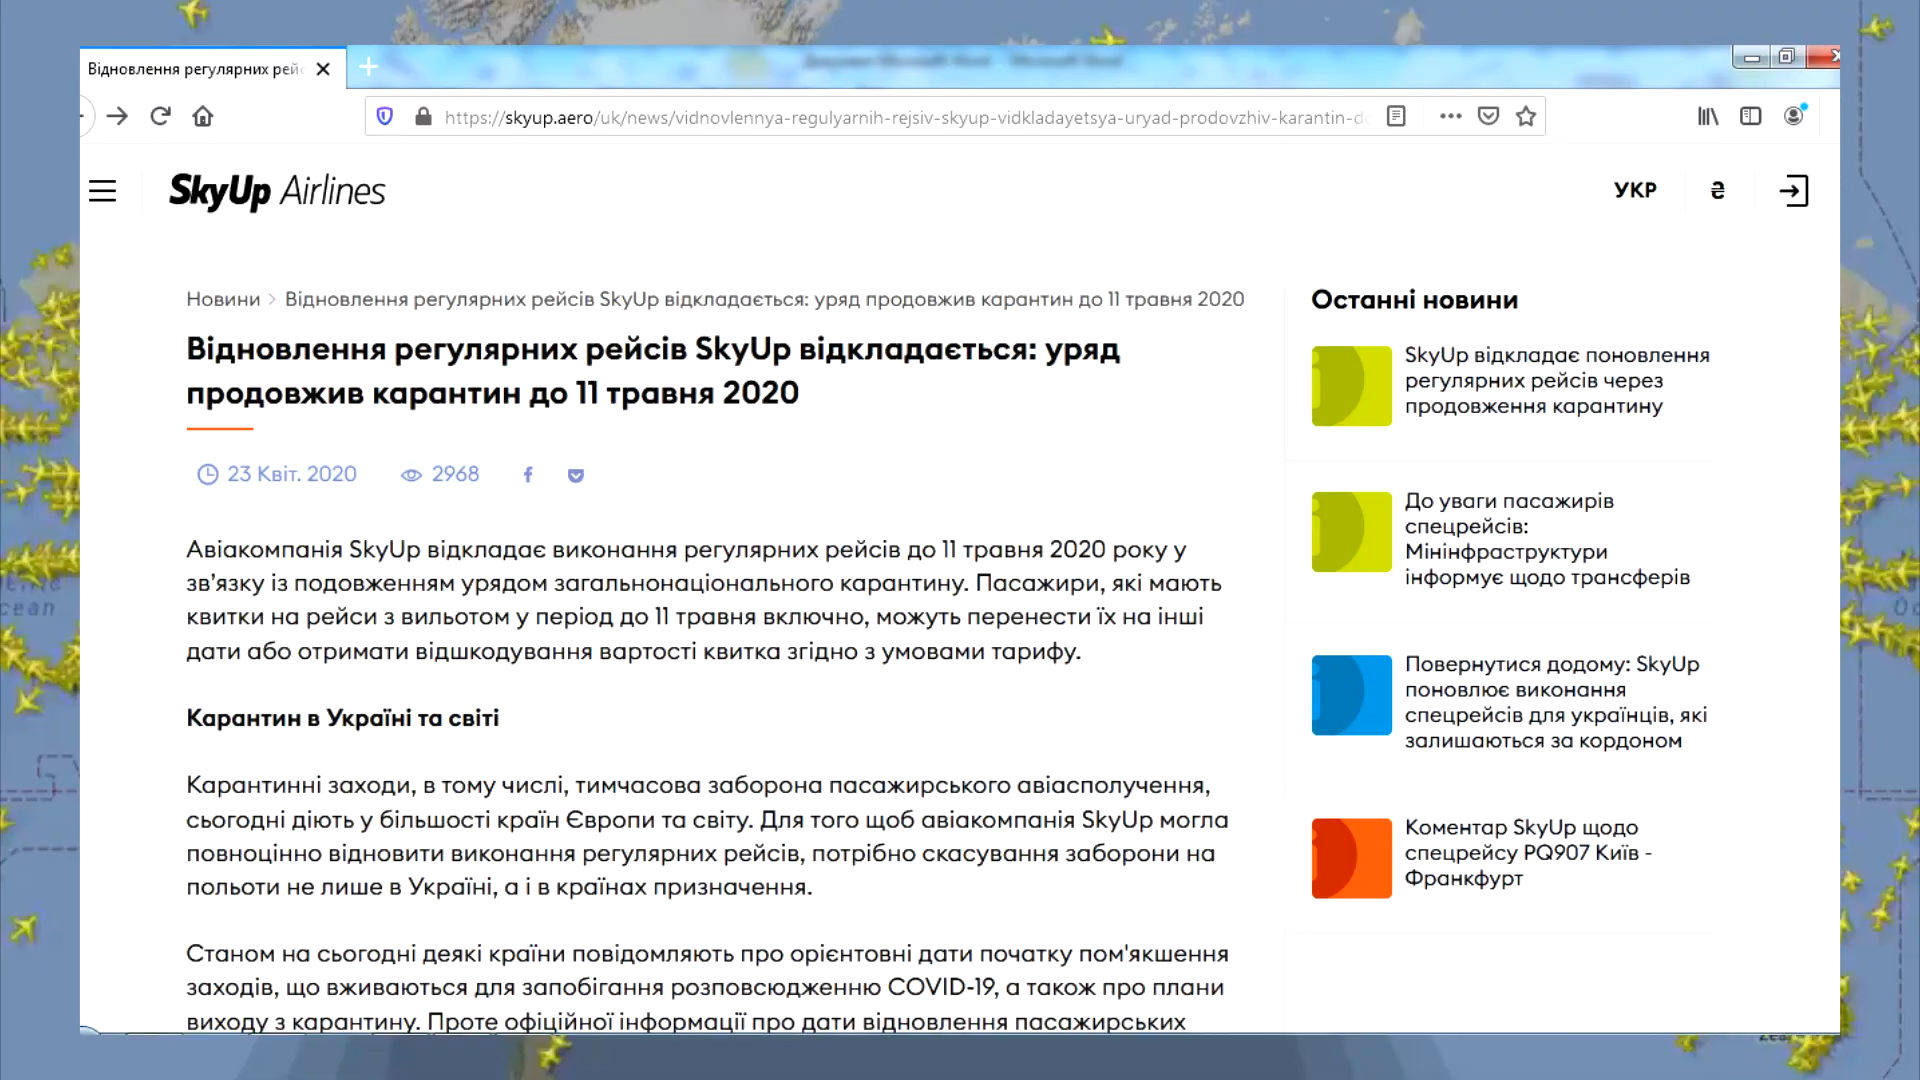 Відновлення регулярних рей
https://skyup.aero/uk/news/vidnovlennya-regulyarnih-rejsiv-skyup-vidkladayetsya-uryad-prodovzhiv-karantin-d
SkyUp Airlines
УКР
₴
Новини > Відновлення регулярних рейсів SkyUp відкладається: уряд продовжив карантин до 11 травня 2020
Відновлення регулярних рейсів SkyUp відкладається: уряд
продовжив карантин до 11 травня 2020
23 Квіт. 2020
2968
Авіакомпанія SkyUp відкладає виконання регулярних рейсів до 11 травня 2020 року у
зв’язку із подовженням урядом загальнонаціонального карантину. Пасажири, які мають
квитки на рейси з вильотом у період до 11 травня включно, можуть перенести їх на інші
дати або отримати відшкодування вартості квитка згідно з умовами тарифу.
Карантин в Україні та світі
Карантинні заходи, в тому числі, тимчасова заборона пасажирського авіасполучення,
сьогодні діють у більшості країн Європи та світу. Для того щоб авіакомпанія SkyUp могла
повноцінно відновити виконання регулярних рейсів, потрібно скасування заборони на
польоти не лише в Україні, а і в країнах призначення.
Станом на сьогодні деякі країни повідомляють про орієнтовні дати початку пом'якшення
заходів, що вживаються для запобігання розповсюдженню COVID-19, а також про плани
виходу з карантину. Проте офіційної інформації про дати відновлення пасажирських
Останні новини
SkyUp відкладає поновлення
регулярних рейсів через
продовження карантину
До уваги пасажирів
спецрейсів:
Мінінфраструктури
інформує щодо трансферів
Повернутися додому: SkyUp
поновлює виконання
спецрейсів для українців, які
залишаються за кордоном
Коментар SkyUp щодо
спецрейсу PQ907 Київ -
Франкфурт